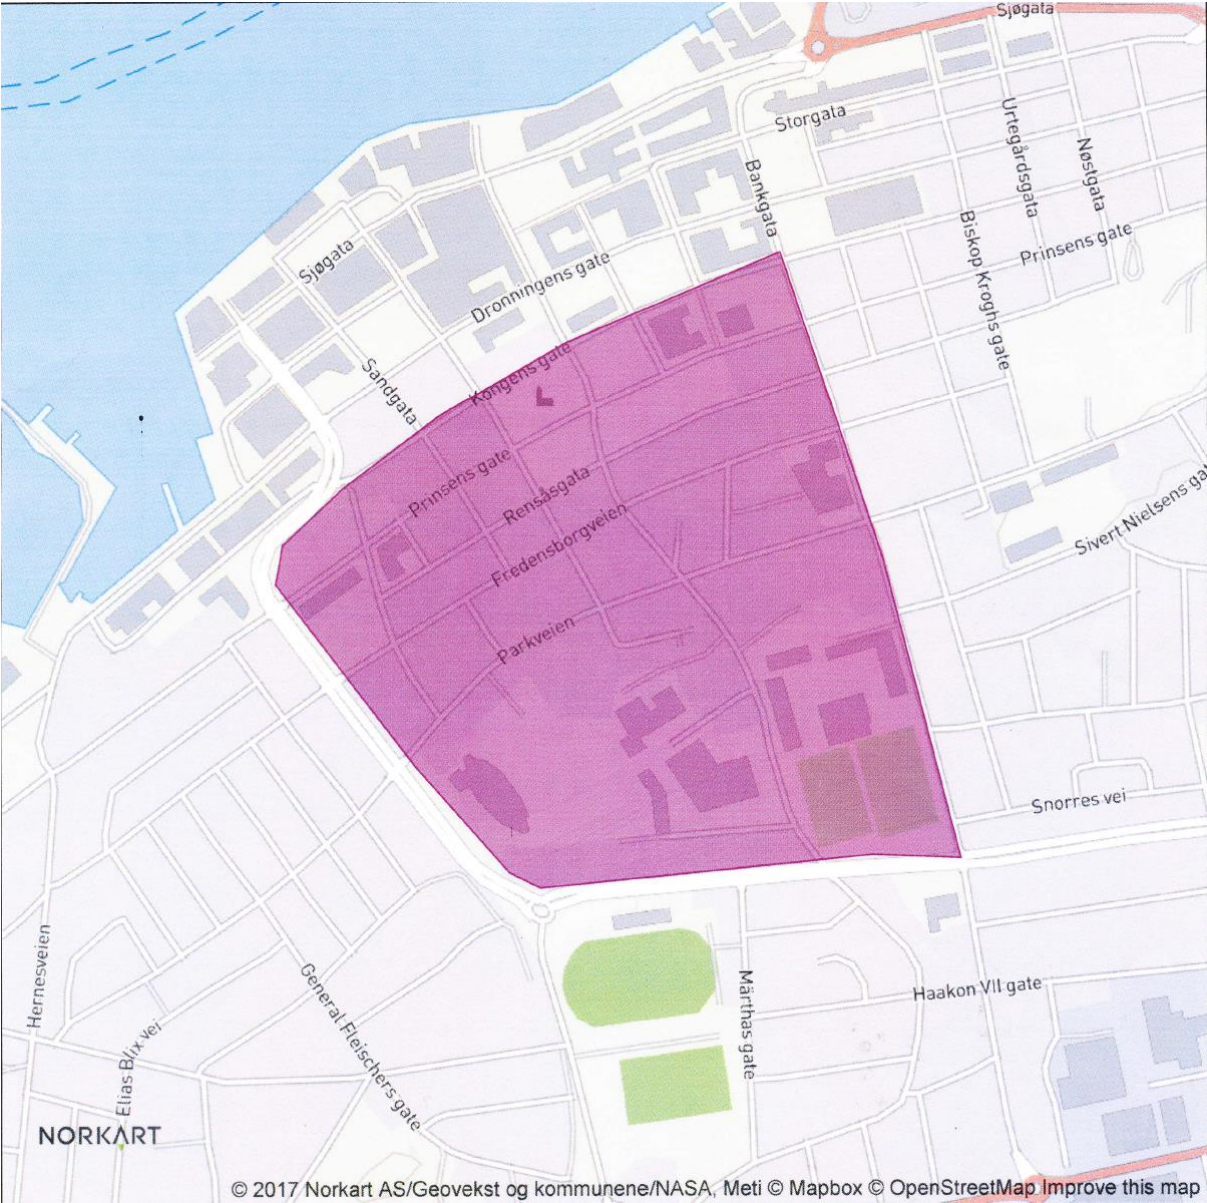 Sjøgata
Storgata
Urtegårdsgata
Nøstgata
Bankgata
Biskop Kroghs gate
Prinsens gate
Sjøgata
Dronningens gate
Kongens gate
Sandgata
Prinsens gate
Rensåsgata
Fredensborgveien
Sivert Nielsens gat
Parkveien
Snorres vei
Hernesveien
General Fleischers gate
Märthas gate
Haakon VII gate
Elias Blix vei
NORKART
© 2017 Norkart AS/Geovekst og kommunene/NASA, Meti © Mapbox © OpenStreetMap Improve this map